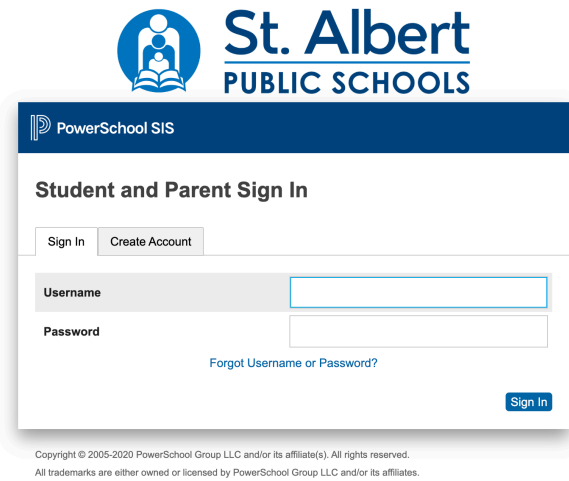 St. Albert
PUBLIC SCHOOLS
PowerSchool SIS
Student and Parent Sign In
Sign In Create Account
Username
Password
Forgot Username or Password?
Sign In
Copyright © 2005-2020 PowerSchool Group LLC and/or its affiliate(s). All rights reserved.
All trademarks are either owned or licensed by PowerSchool Group LLC and/or its affiliates.